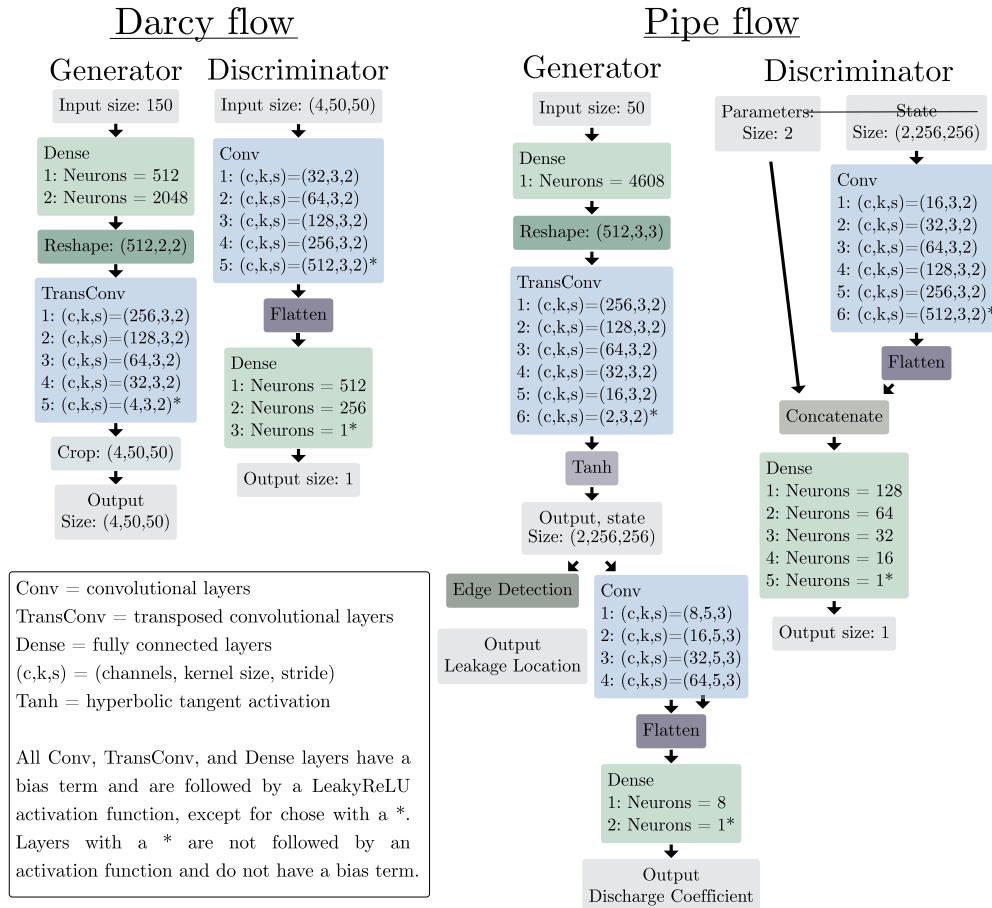 Darcy flow
Generator
Input size: 150
Dense
1: Neurons = 512
2: Neurons = 2048
Reshape: (512,2,2)
TransConv
1: (c,k,s)=(256,3,2)
2: (c,k,s)=(128,3,2)
3: (c,k,s)=(64,3,2)
4: (c,k,s)=(32,3,2)
5: (c,k,s)=(4,3,2)*
Crop: (4,50,50)
Output
Size: (4,50,50)
Discriminator
Input size: (4,50,50)
Conv
1: (c,k,s)=(32,3,2)
2: (c,k,s)=(64,3,2)
3: (c,k,s)=(128,3,2)
4: (c,k,s)=(256,3,2)
5: (c,k,s)=(512,3,2)*
Flatten
Dense
1: Neurons = 512
2: Neurons = 256
3: Neurons = 1*
Output size: 1
Conv = convolutional layers
TransConv = transposed convolutional layers
Dense = fully connected layers
(c,k,s) = (channels, kernel size, stride)
Tanh = hyperbolic tangent activation
All Conv, TransConv, and Dense layers have a
bias term and are followed by a LeakyReLU
activation function, except for chose with a *.
Layers with a * are not followed by an
activation function and do not have a bias term.
Pipe flow
Generator
Input size: 50
Dense
1: Neurons = 4608
Reshape: (512,3,3)
TransConv
1: (c,k,s)=(256,3,2)
2: (c,k,s)=(128,3,2)
3: (c,k,s)=(64,3,2)
4: (c,k,s)=(32,3,2)
5: (c,k,s)=(16,3,2)
6: (c,k,s)=(2,3,2)*
Tanh
Output, state
Size: (2,256,256)
Edge Detection
Output
Leakage Location
Conv
1: (c,k,s)=(8,5,3)
2: (c,k,s)=(16,5,3)
3: (c,k,s)=(32,5,3)
4: (c,k,s)=(64,5,3)
Flatten
Dense
1: Neurons = 8
2: Neurons = 1*
Output
Discharge Coefficient
Discriminator
Parameters:
Size: 2
State
Size: (2,256,256)
Conv
1: (c,k,s)=(16,3,2)
2: (c,k,s)=(32,3,2)
3: (c,k,s)=(64,3,2)
4: (c,k,s)=(128,3,2)
5: (c,k,s)=(256,3,2)
6: (c,k,s)=(512,3,2)*
Flatten
Concatenate
Dense
1: Neurons = 128
2: Neurons = 64
3: Neurons = 32
4: Neurons = 16
5: Neurons = 1*
Output size: 1